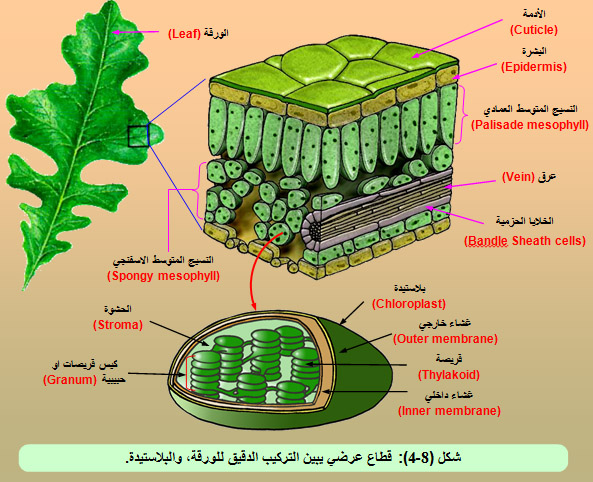 الأدمة
(Cuticle)
الورقة (Leaf)
البشرة
(Epidermis)
النسيج المتوسط العمادي
(Palisade mesophyll)
عرق (Vein)
الخلايا الحزمية
(Bandle Sheath cells)
النسيج المتوسط الاسفنجي
(Spongy mesophyll)
بلاستيدة
(Chloroplast)
الحشوة
(Stroma)
غشاء خارجي
(Outer membrane)
قريصة
(Thylakoid)
كيس قريصات او
حبيبية (Granum)
غشاء داخلي
(Inner membrane)
شكل (8-4): قطاع عرضي يبين التركيب الدقيق للورقة، والبلاستيدة.